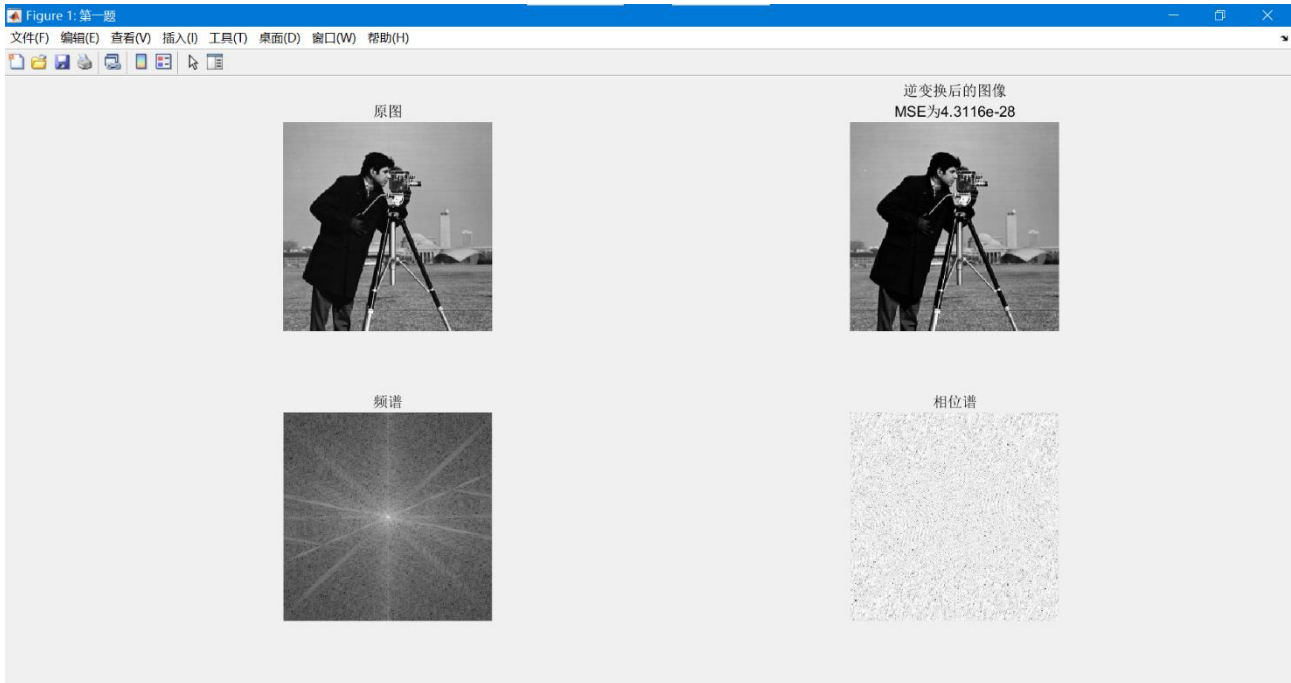 Figure 1: 第一题
文件(F) 编辑(E) 查看(V) 插入(I) 工具(T) 桌面(D) 窗口(W) 帮助(H)
原图
逆变换后的图像
MSE为4.3116e-28
频谱
相位谱